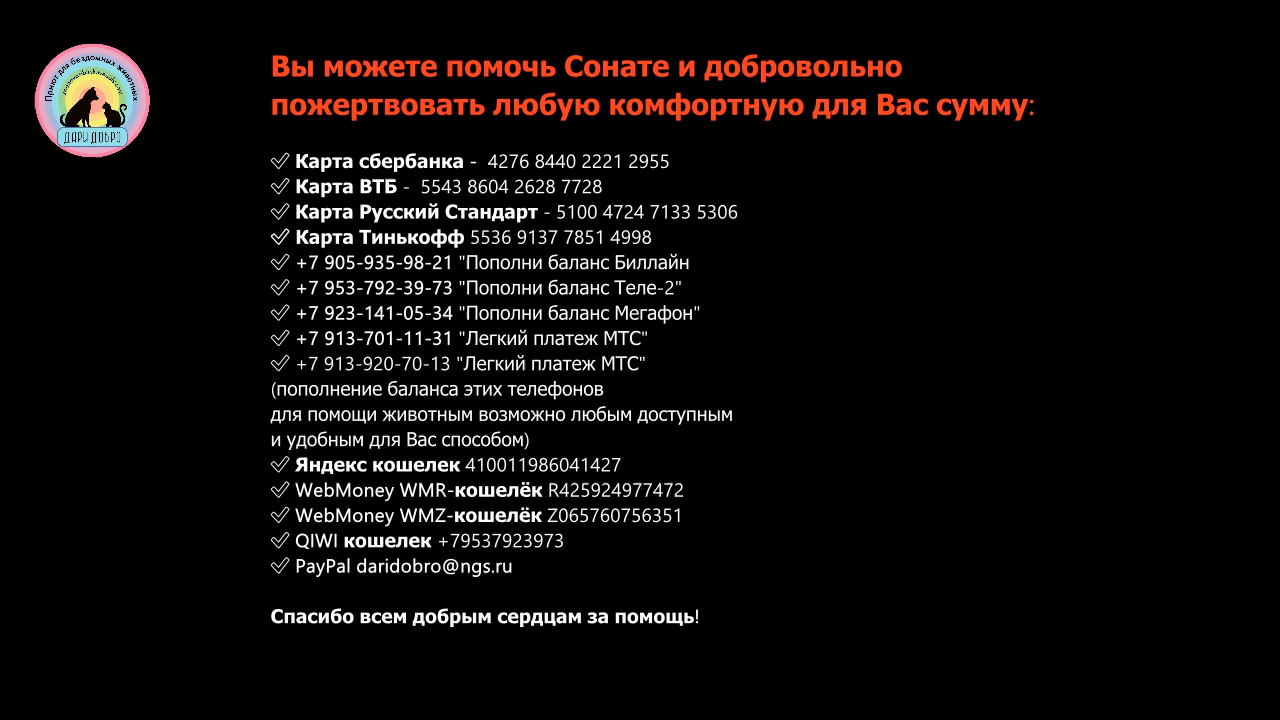 Приют для бездомных животных
ДАРИ ДОБРО
Вы можете помочь Сонате и добровольно
пожертвовать любую комфортную для Вас сумму:
✅ Карта сбербанка - 4276 8440 2221 2955
✅ Карта ВТБ - 5543 8604 2628 7728
✅ Карта Русский Стандарт - 5100 4724 7133 5306
✅ Карта Тинькофф 5536 9137 7851 4998
✅ +7 905-935-98-21 "Пополни баланс Биллайн
✅ +7 953-792-39-73 "Пополни баланс Теле-2"
✅ +7 923-141-05-34 "Пополни баланс Мегафон"
✅ +7 913-701-11-31 "Легкий платеж МТС"
✅ +7 913-920-70-13 "Легкий платеж МТС"
(пополнение баланса этих телефонов
для помощи животным возможно любым доступным
и удобным для Вас способом)
✅ Яндекс кошелек 410011986041427
✅ WebMoney WMR-кошелёк R425924977472
✅ WebMoney WMZ-кошелёк Z065760756351
✅ QIWI кошелек +79537923973
✅ PayPal daridobro@ngs.ru
Спасибо всем добрым сердцам за помощь!